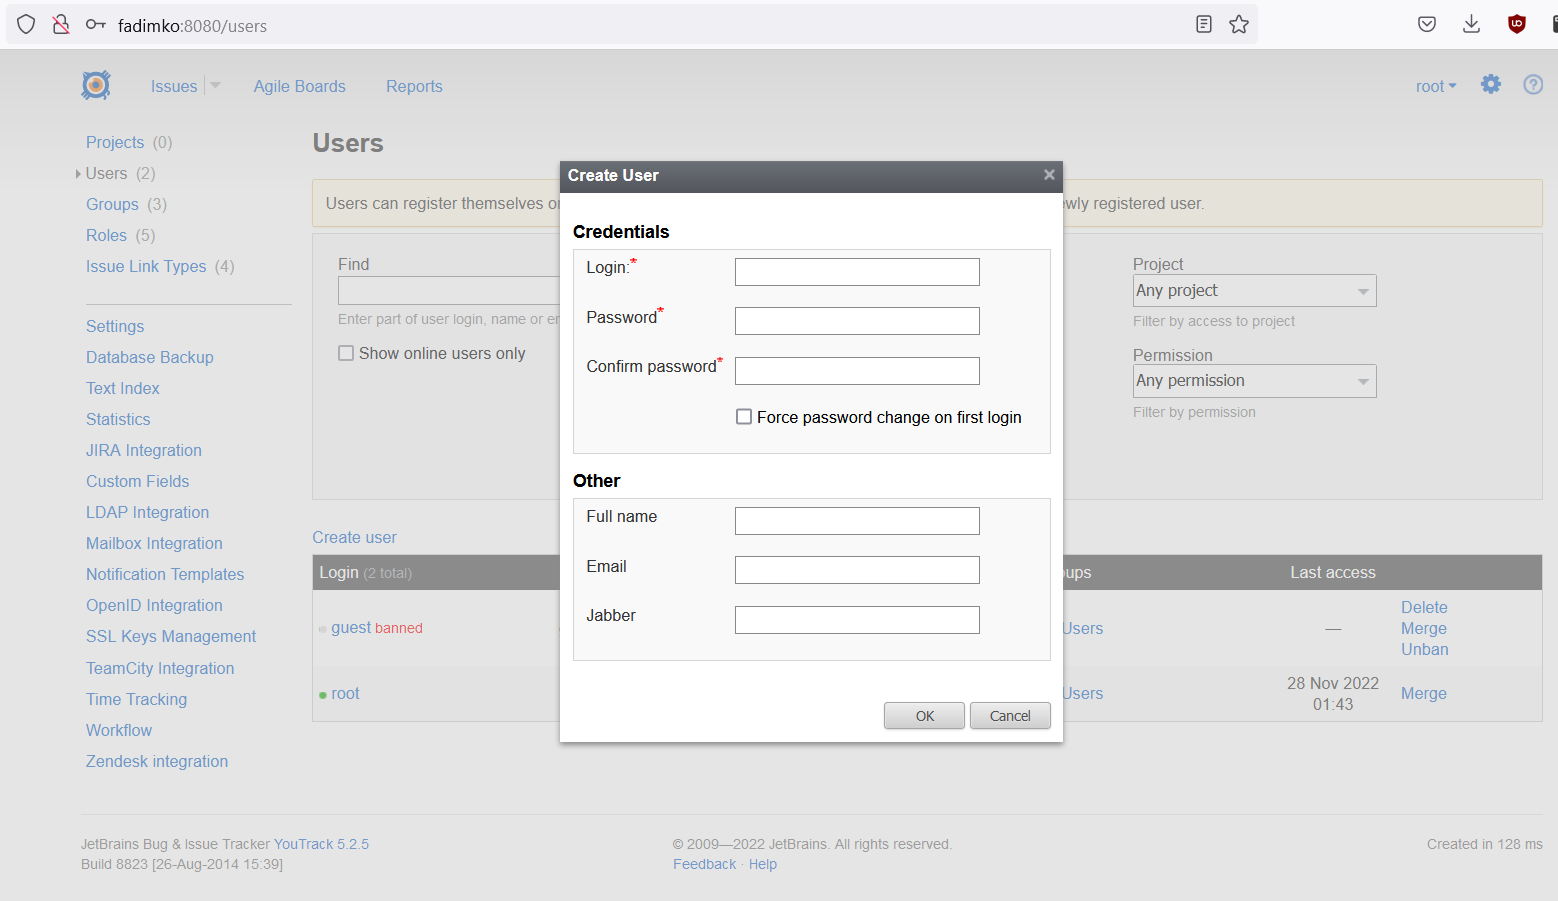 fadimko:8080/users
Issues Agile Boards Reports root
Projects (0)
Users (2)
Groups (3)
Roles (5)
Issue Link Types (4)
Settings
Database Backup
Text Index
Statistics
JIRA Integration
Custom Fields
LDAP Integration
Mailbox Integration
Notification Templates
OpenID Integration
SSL Keys Management
TeamCity Integration
Time Tracking
Workflow
Zendesk integration
Users
Users can register themselves
registered user.
Find
Enter part of user login, name or
Show online users only
Project
Any project
Filter by access to project
Permission
Any permission
Filter by permission
Create User
Credentials
Login:*
Password*
Confirm password*
Force password change on first login
Other
Full name
Email
Jabber
OK Cancel
Create user
Login (2 total) Last access
guest banned Users — Delete
Merge
Unban
root Users 28 Nov 2022
01:43 Merge
JetBrains Bug & Issue Tracker YouTrack 5.2.5
Build 8823 [26-Aug-2014 15:39]
© 2009—2022 JetBrains. All rights reserved.
Feedback · Help
Created in 128 ms